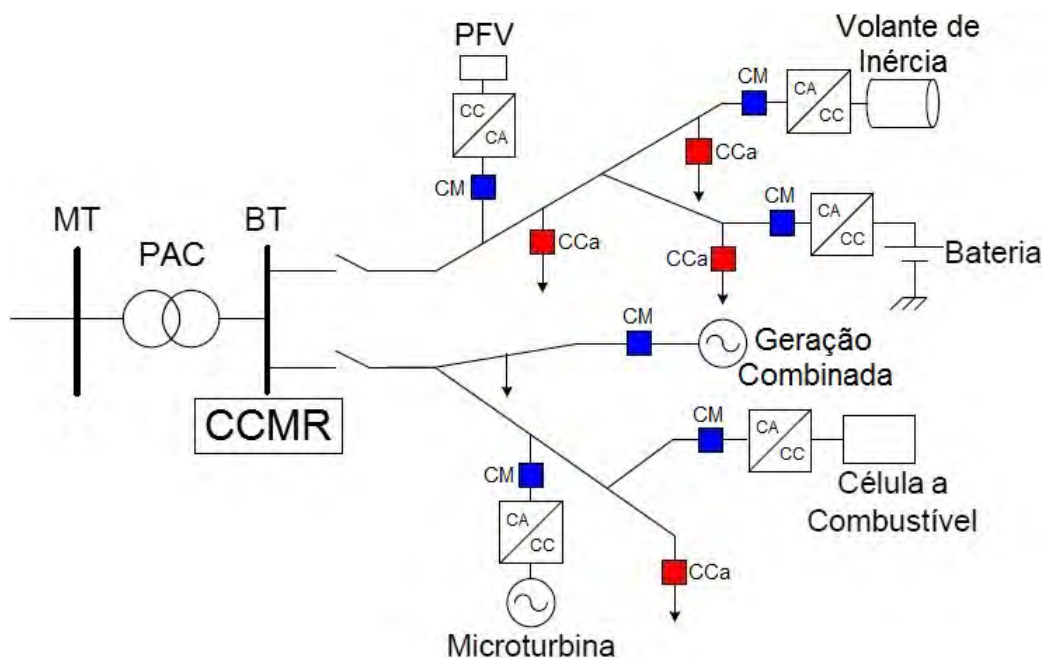 PFV
CC
CA
CM
Volante de
Inércia
CM
CA
CC
CCa
MT
PAC
BT
CCa
CM
CA
CC
CCa
Bateria
CM
Geração
Combinada
CCMR
CM
CA
CC
Célula a
Combustível
CM
CA
CC
CCa
Microturbina